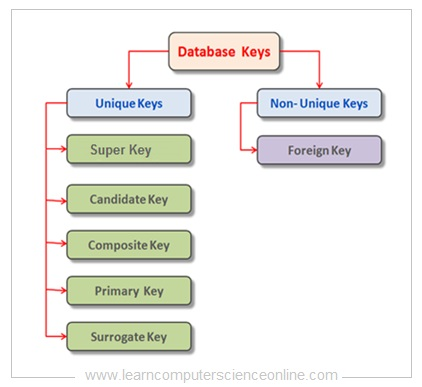 Database Keys
Unique Keys
Non- Unique Keys
Super Key
Foreign Key
Candidate Key
Composite Key
Primary Key
Surrogate Key
www.learncomputerscienceonline.com